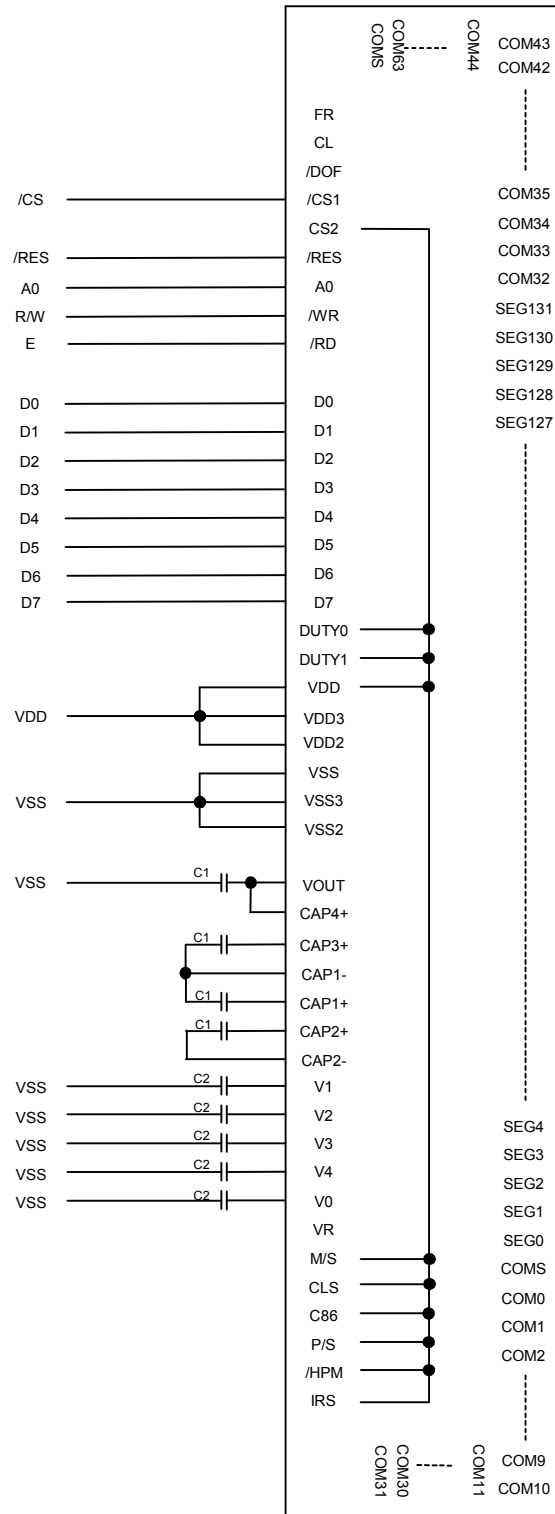 COMS
COM63
COM44
COM43
COM42
FR
CL
/DOF
/CS
/CS1
COM35
CS2
COM34
/RES
/RES
COM33
A0
A0
COM32
R/W
/WR
SEG131
E
/RD
SEG130
SEG129
SEG128
D0
D0
SEG127
D1
D1
D2
D2
D3
D3
D4
D4
D5
D5
D6
D6
D7
D7
DUTY0
DUTY1
VDD
VDD
VDD3
VDD2
VSS
VSS
VSS3
VSS2
VSS
C1
VOUT
CAP4+
C1
CAP3+
CAP1-
C1
CAP1+
C1
CAP2+
CAP2-
VSS
C2
V1
VSS
C2
V2
SEG4
VSS
C2
V3
SEG3
VSS
C2
V4
SEG2
VSS
C2
V0
SEG1
VR
SEG0
M/S
COMS
CLS
COM0
C86
COM1
P/S
COM2
/HPM
IRS
COM31
COM30
COM11
COM9
COM10